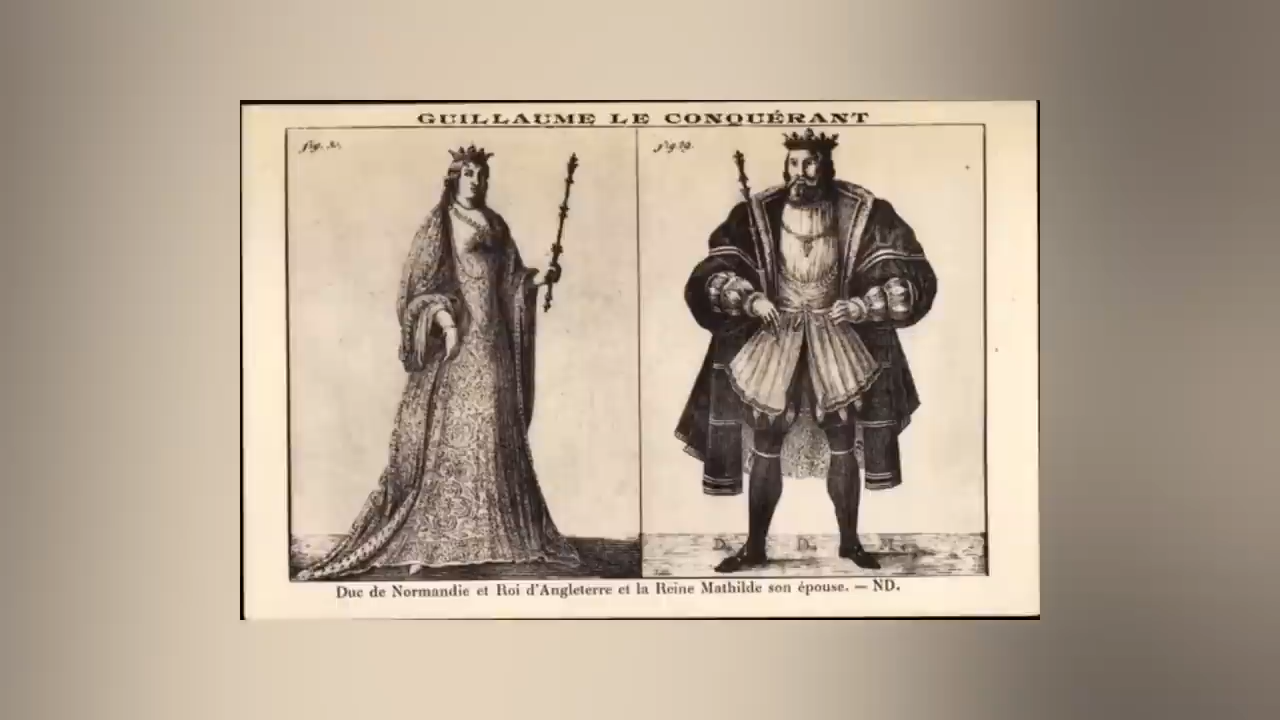 GUILLAUME LE CONQUÉRANT
Duc de Normandie et Roi d'Angleterre et la Reine Mathilde son épouse. — ND.